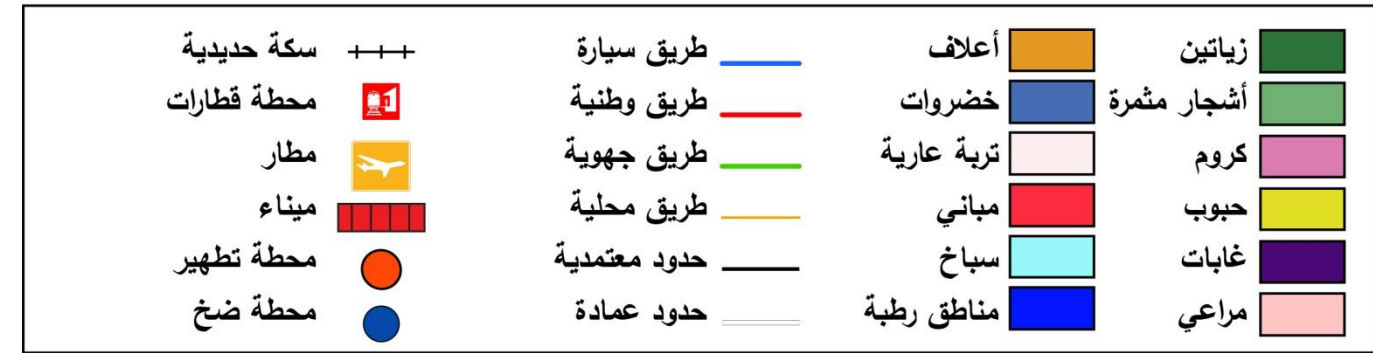 زياتين
أشجار مثمرة
كروم
حبوب
غابات
مراعي
أعلاف
خضروات
تربة عارية
مباني
سباخ
مناطق رطبة
طريق سيارة
طريق وطنية
طريق جهوية
طريق محلية
حدود معتمدية
حدود عمادة
سكة حديدية
محطة قطارات
مطار
ميناء
محطة تطهير
محطة ضخ